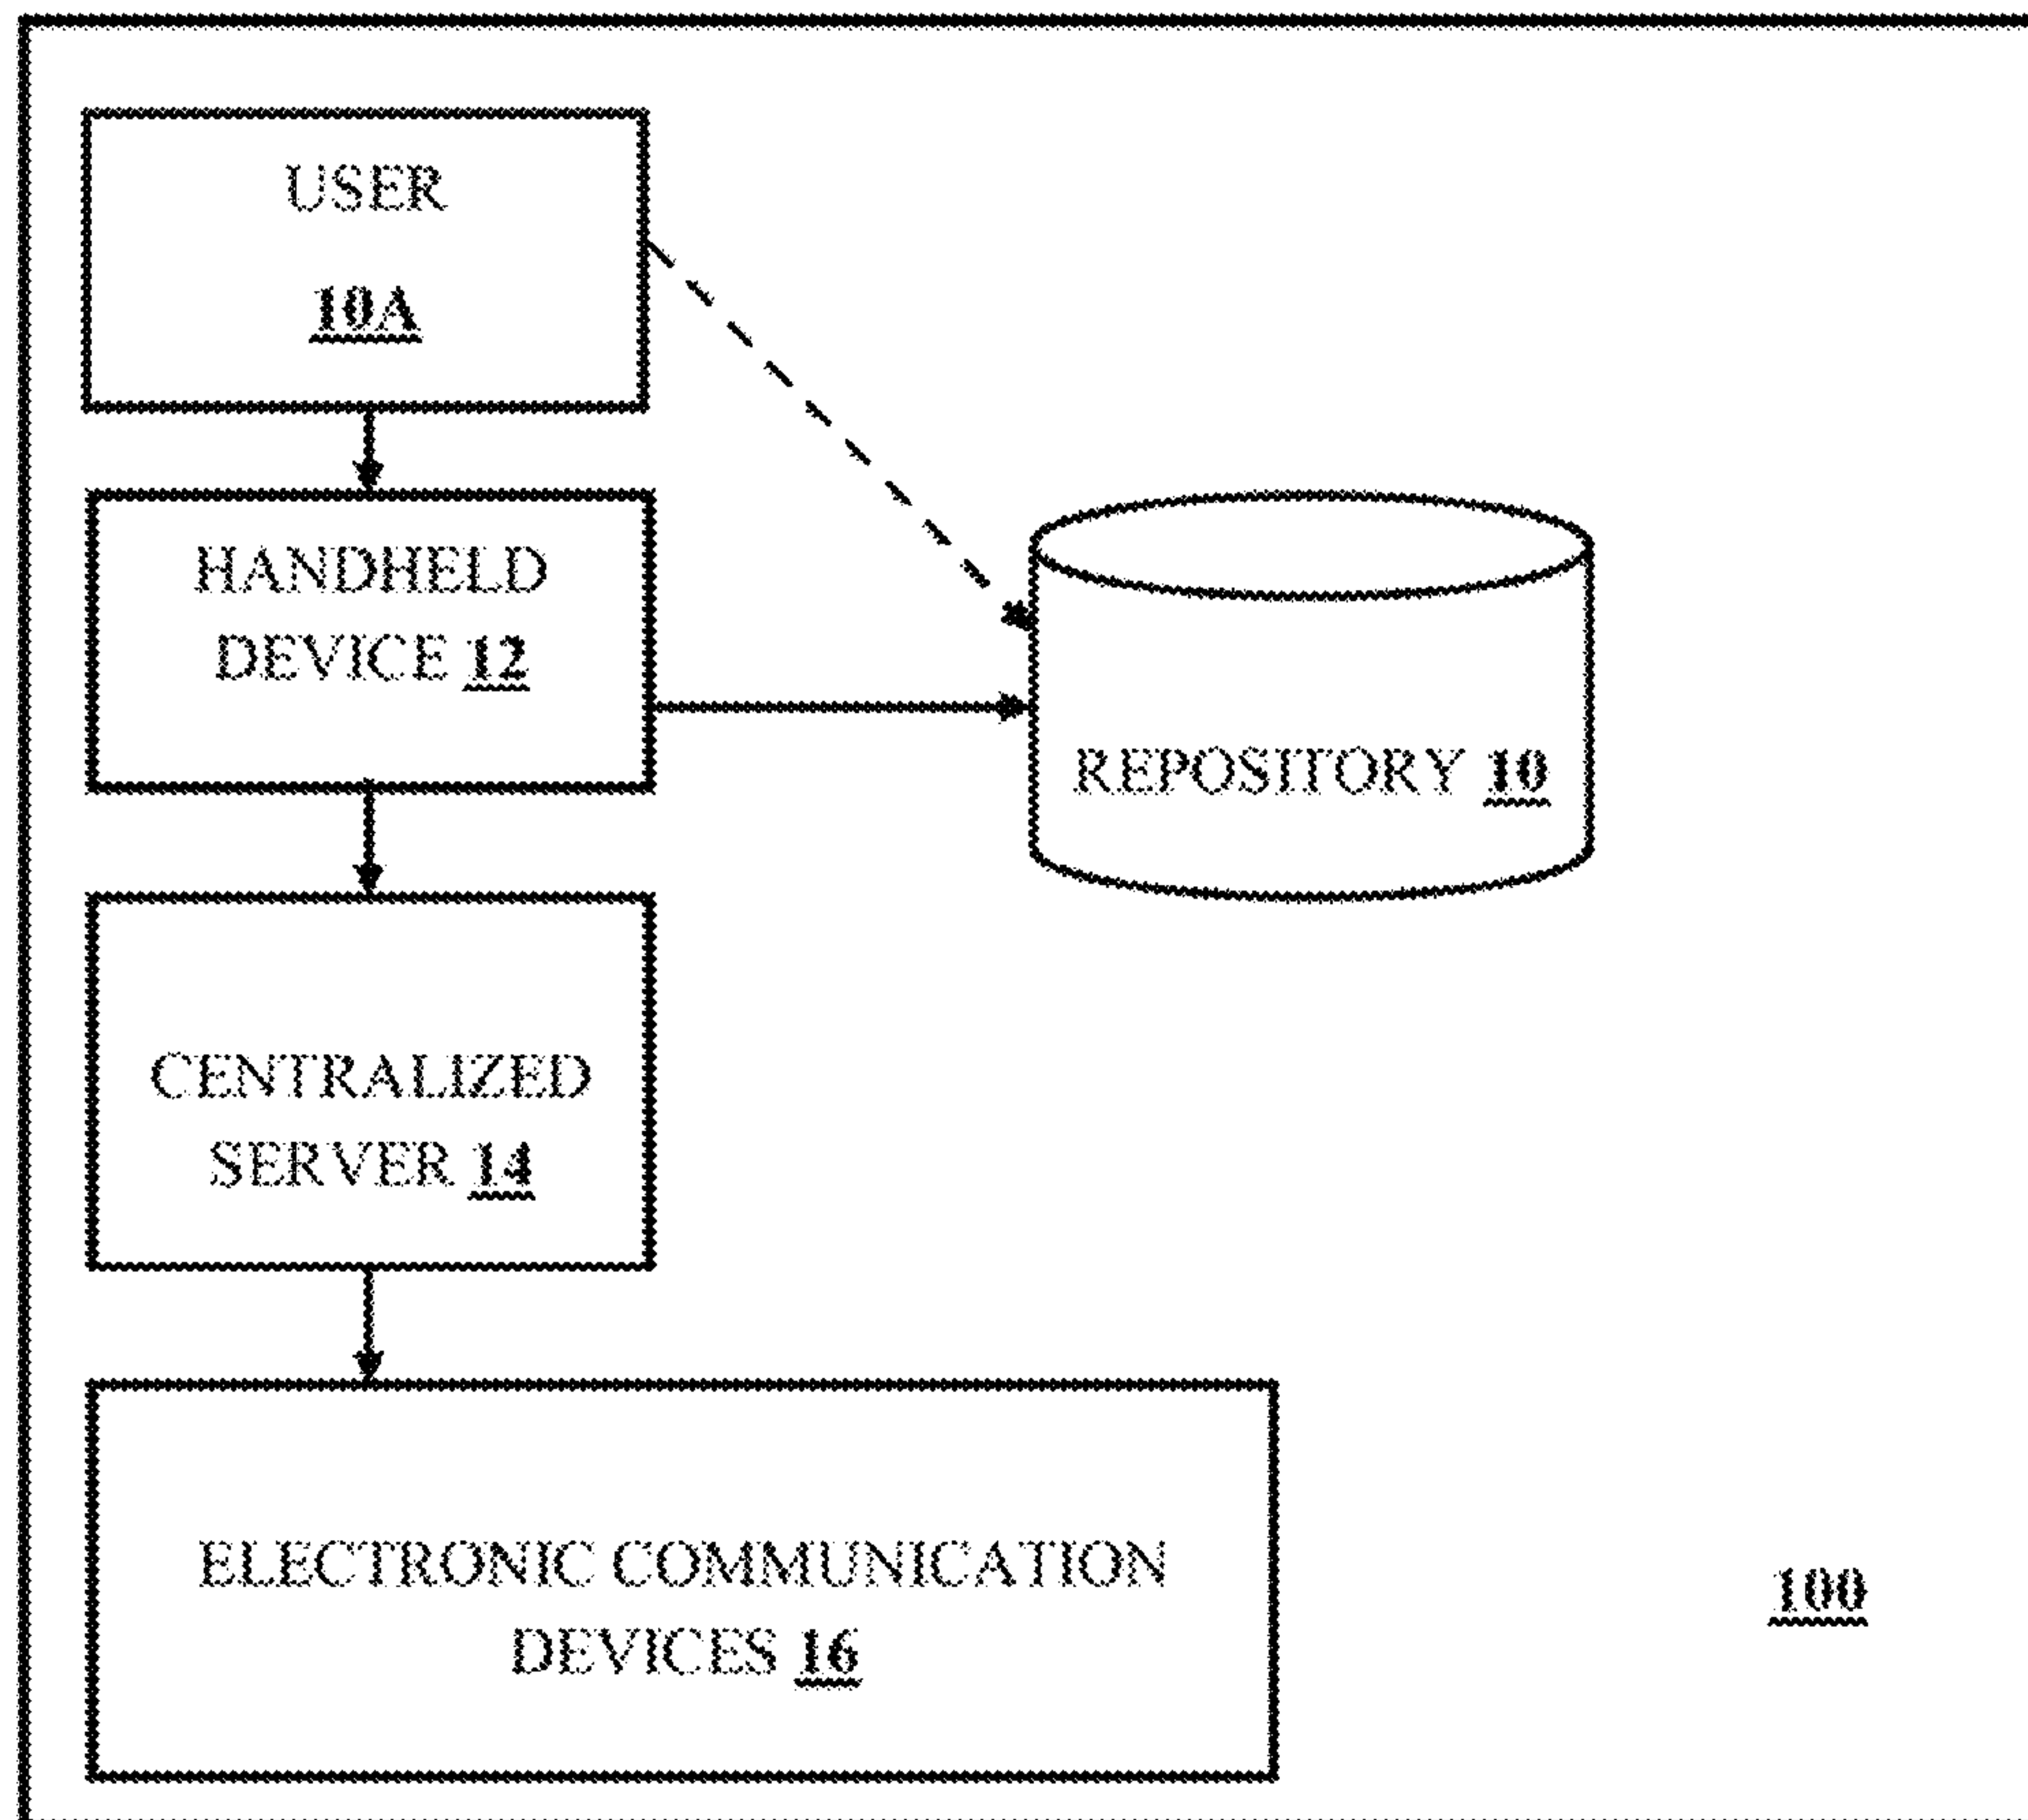 USER
10A
HANDHELD
DEVICE 12
REPOSITORY 10
CENTRALIZED
SERVER 14
ELECTRONIC COMMUNICATION
DEVICES 16
100